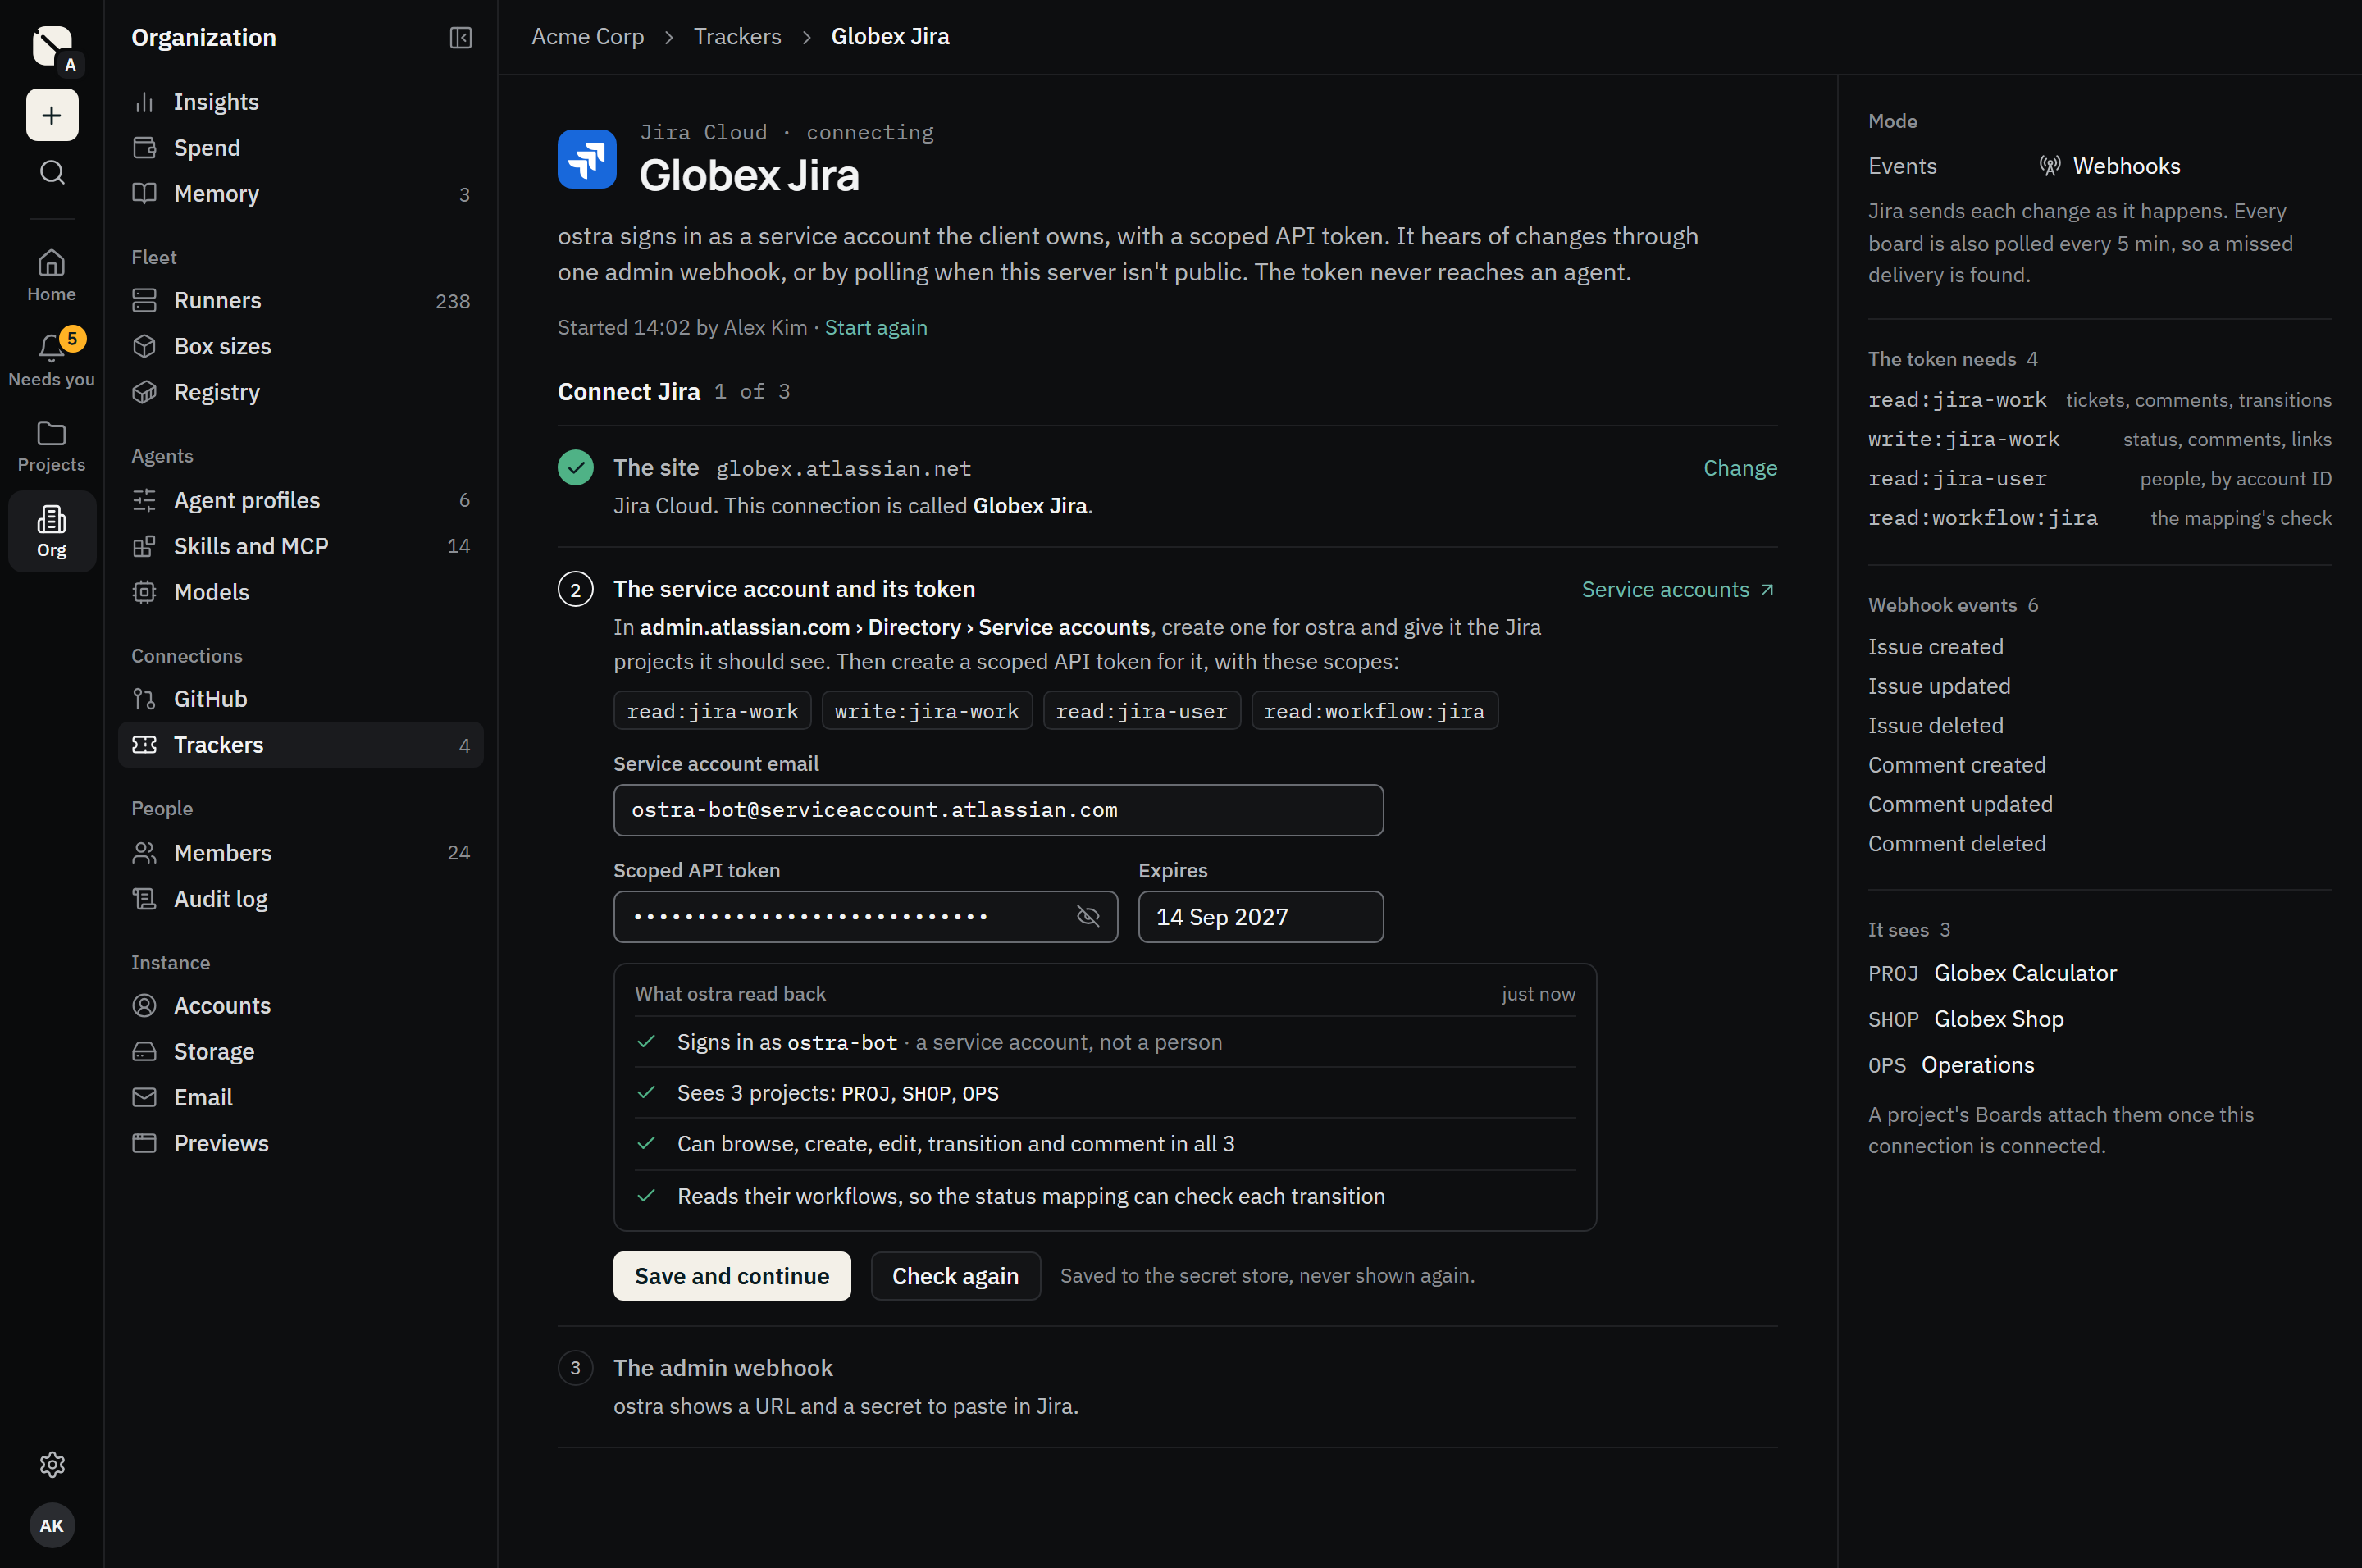 A
Home
5
Needs you
Projects
Org
AK
Organization
Insights
Spend
Memory 3
Fleet
Runners 238
Box sizes
Registry
Agents
Agent profiles 6
Skills and MCP 14
Models
Connections
GitHub
Trackers 4
People
Members 24
Audit log
Instance
Accounts
Storage
Email
Previews
Acme Corp > Trackers > Globex Jira
Jira Cloud · connecting
Globex Jira
ostra signs in as a service account the client owns, with a scoped API token. It hears of changes through
one admin webhook, or by polling when this server isn't public. The token never reaches an agent.
Started 14:02 by Alex Kim · Start again
Connect Jira 1 of 3
The site globex.atlassian.net Change
Jira Cloud. This connection is called Globex Jira.
2 The service account and its token Service accounts ↗
In admin.atlassian.com › Directory › Service accounts, create one for ostra and give it the Jira
projects it should see. Then create a scoped API token for it, with these scopes:
read:jira-work write:jira-work read:jira-user read:workflow:jira
Service account email
ostra-bot@serviceaccount.atlassian.com
Scoped API token Expires
•••••••••••••••••••••••••••• 14 Sep 2027
What ostra read back just now
Signs in as ostra-bot · a service account, not a person
Sees 3 projects: PROJ, SHOP, OPS
Can browse, create, edit, transition and comment in all 3
Reads their workflows, so the status mapping can check each transition
Save and continue Check again Saved to the secret store, never shown again.
3 The admin webhook
ostra shows a URL and a secret to paste in Jira.
Mode
Events Webhooks
Jira sends each change as it happens. Every
board is also polled every 5 min, so a missed
delivery is found.
The token needs 4
read:jira-work tickets, comments, transitions
write:jira-work status, comments, links
read:jira-user people, by account ID
read:workflow:jira the mapping's check
Webhook events 6
Issue created
Issue updated
Issue deleted
Comment created
Comment updated
Comment deleted
It sees 3
PROJ Globex Calculator
SHOP Globex Shop
OPS Operations
A project's Boards attach them once this
connection is connected.